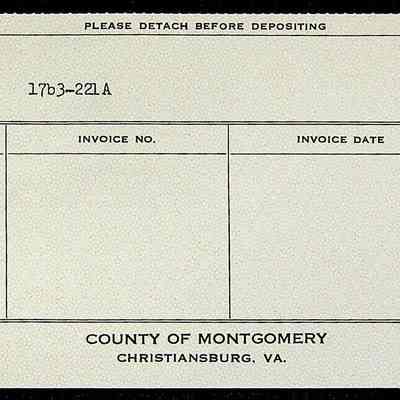 PLEASE DETACH BEFORE DEPOSITING
17b3-221A
INVOICE NO.
INVOICE DATE
COUNTY OF MONTGOMERY
CHRISTIANSBURG, VA.